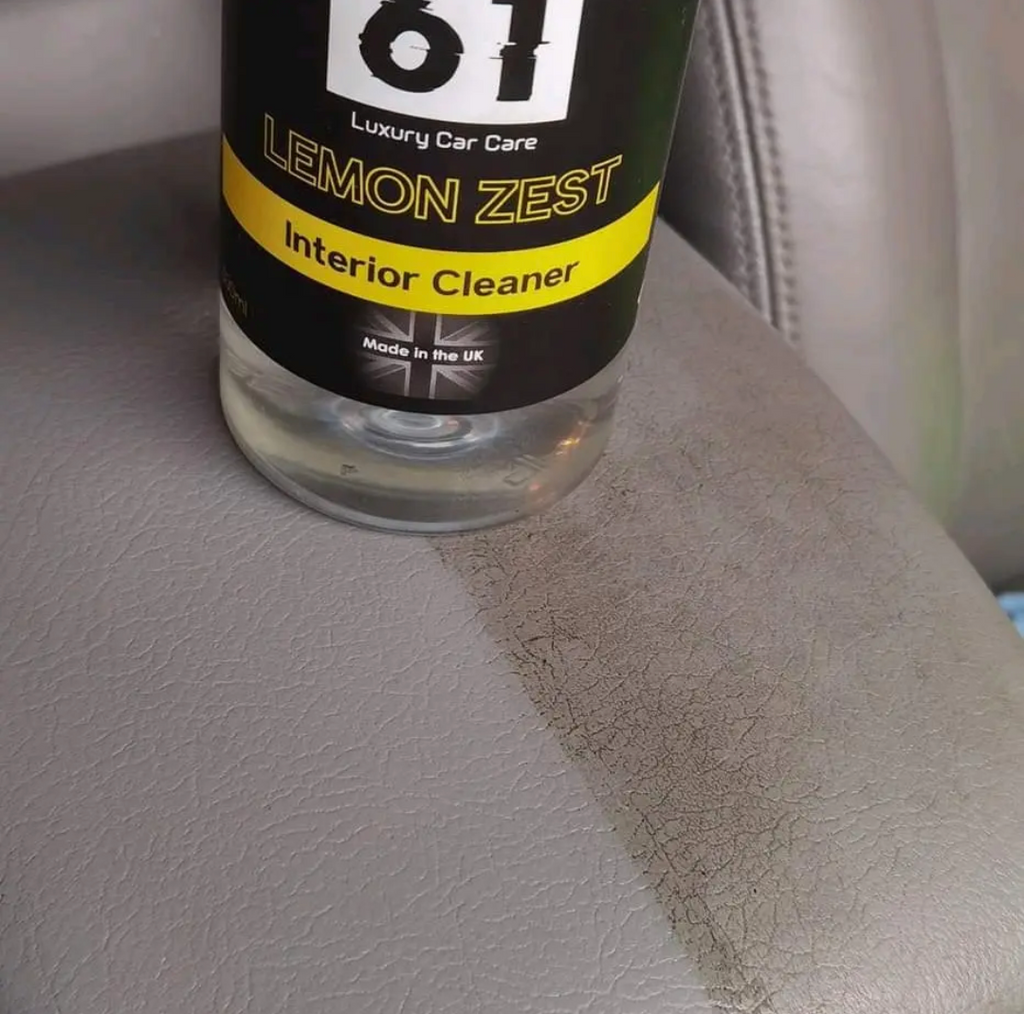 61
Luxury Car Care
LEMON ZEST
Interior Cleaner
Made in the UK